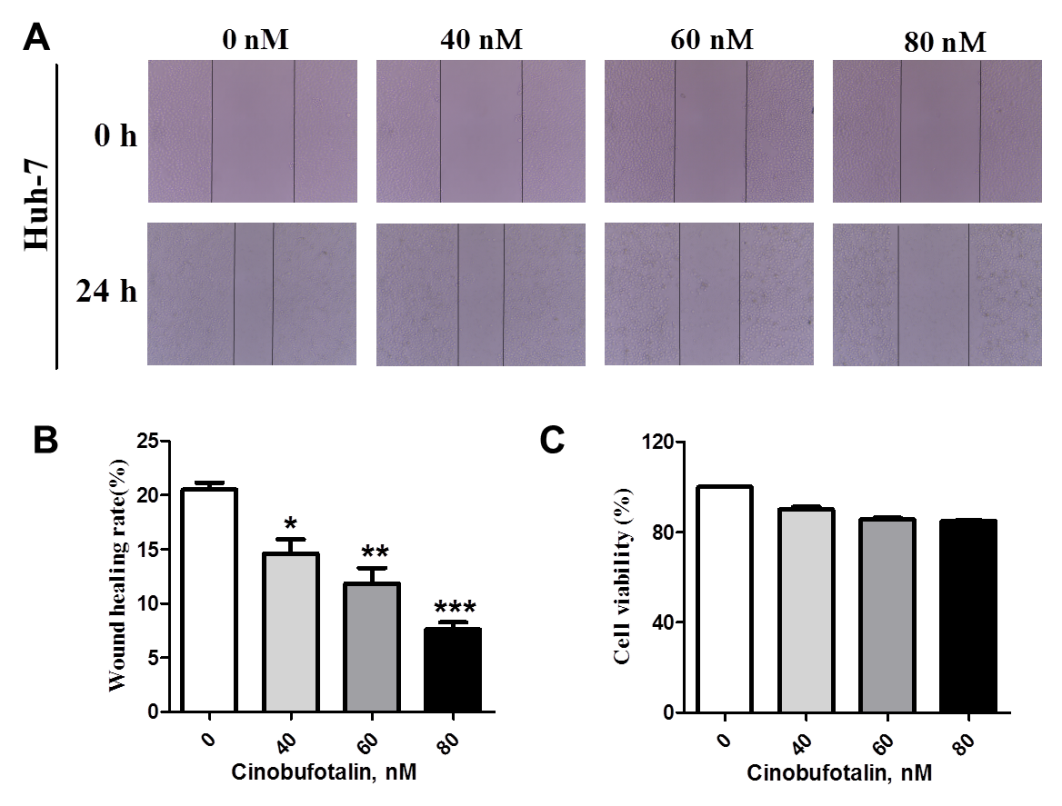 A
0 nM 40 nM 60 nM 80 nM
Huh-7
0 h
24 h
B
Wound healing rate(%)
25
20
15
10
5
0
*
**
***
0 40 60 80
Cinobufotalin, nM
C
Cell viability (%)
120
80
40
0
0 40 60 80
Cinobufotalin, nM